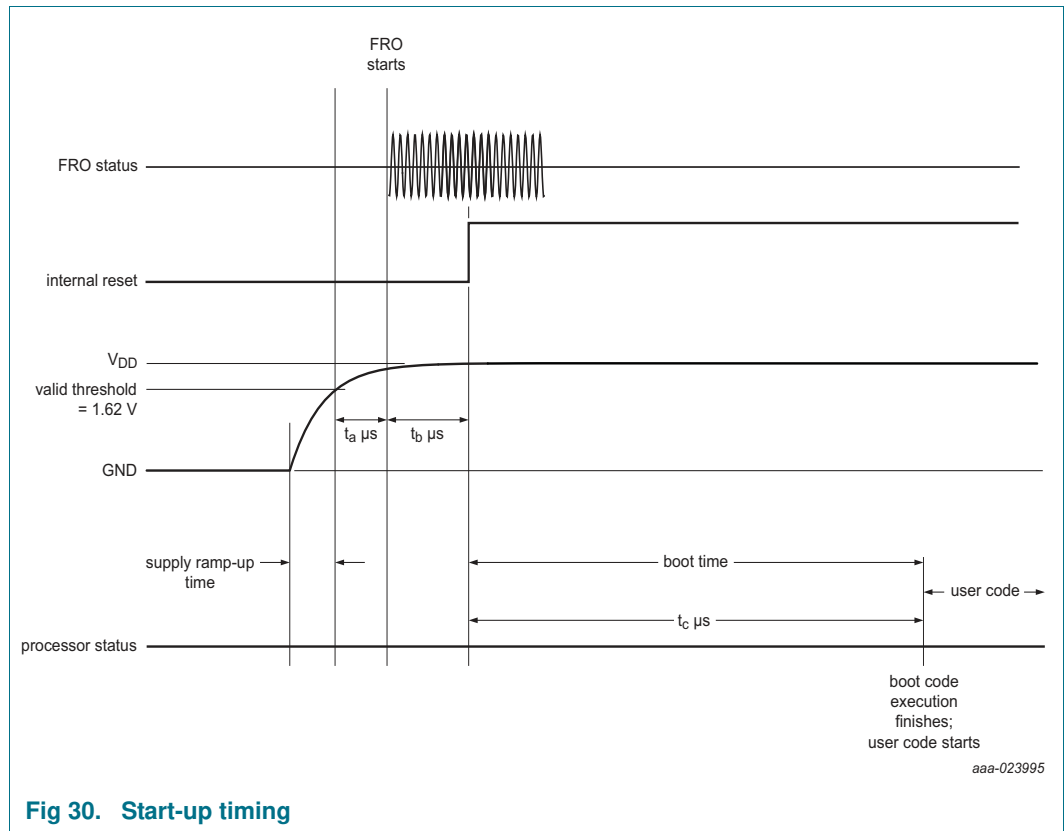 FRO
starts
FRO status
internal reset
VDD
valid threshold
= 1.62 V
ta µs
tb µs
GND
supply ramp-up
time
boot time
user code
tc µs
processor status
boot code
execution
finishes;
user code starts
aaa-023995
Fig 30. Start-up timing